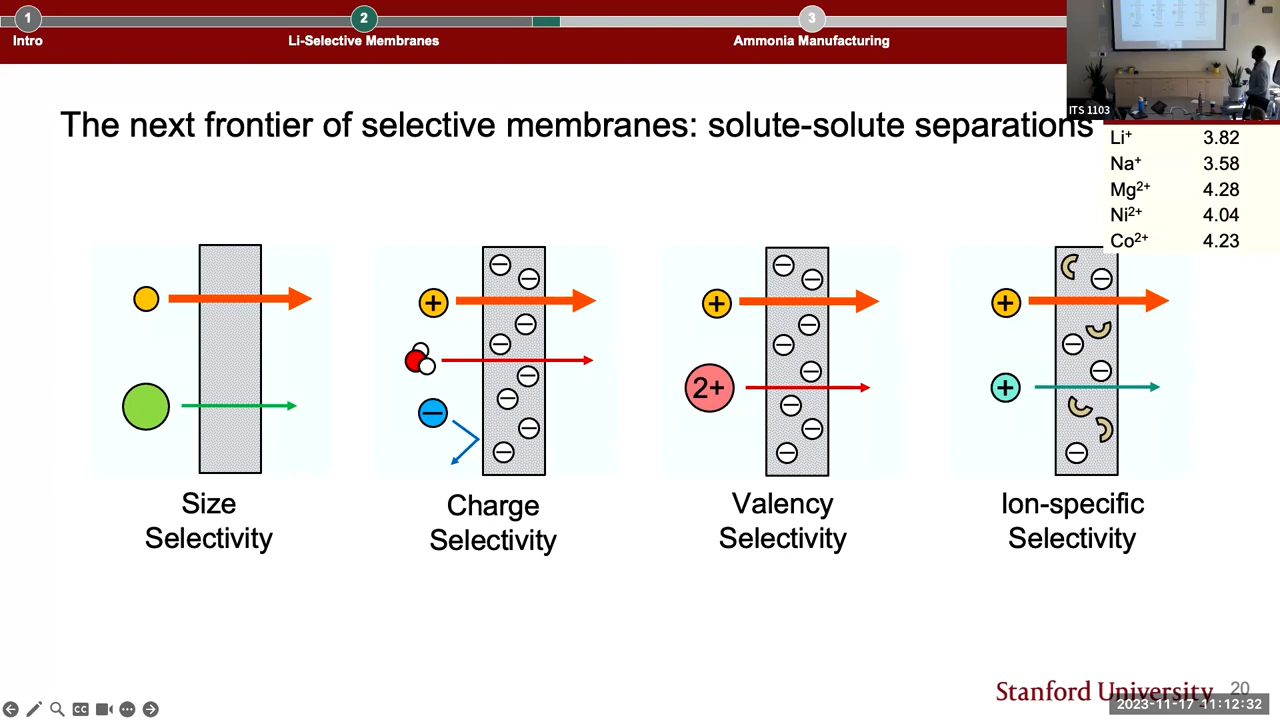 1
2
3
Intro
Li-Selective Membranes
Ammonia Manufacturing
ITS 1103
The next frontier of selective membranes: solute-solute separations
Li⁺ 3.82
Na⁺ 3.58
Mg²⁺ 4.28
Ni²⁺ 4.04
Co²⁺ 4.23
+
2+
+
+
+
Size
Selectivity
Charge
Selectivity
Valency
Selectivity
Ion-specific
Selectivity
Stanford University
20
CC
2023-11-17 11:12:32